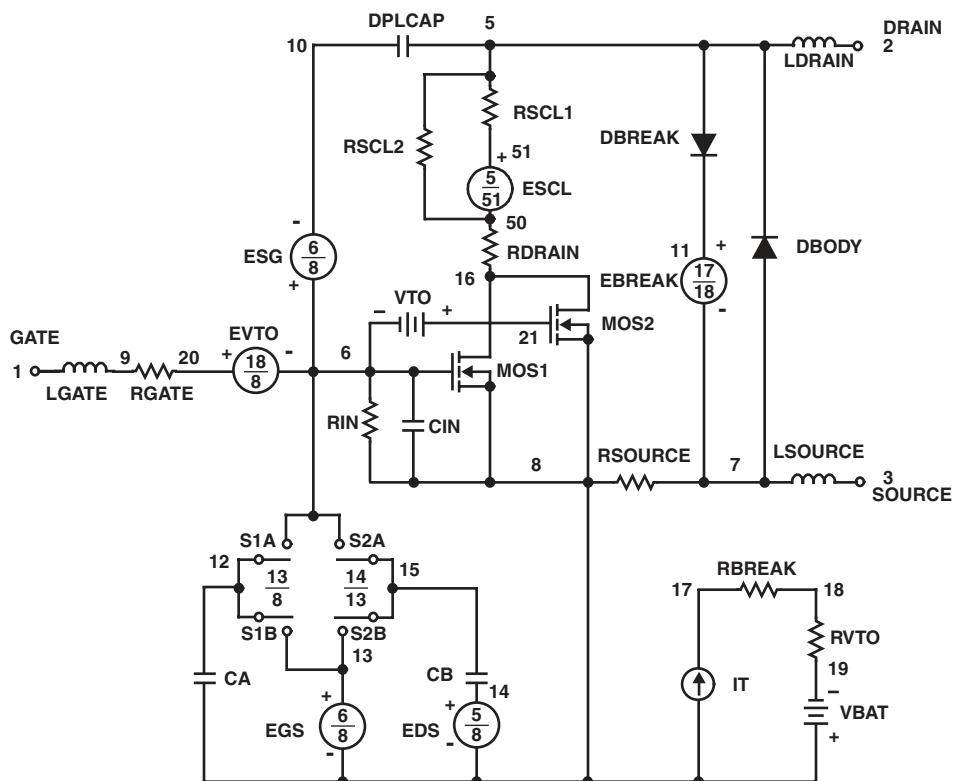 DPLCAP
5
10
DRAIN
2
LDRAIN
RSCL1
RSCL2
DBREAK
+ 51
5
51
ESCL
50
-
ESG
6
8
+
RDRAIN
11
+
DBODY
16
EBREAK
17
18
-
− VTO +
MOS2
21
GATE
EVTO
1
9
20
+
18
8
-
6
MOS1
LGATE
RGATE
RIN
CIN
8
RSOURCE
7
LSOURCE
3
SOURCE
S1A
S2A
12
13
8
14
13
15
S1B
S2B
13
RBREAK
17
18
RVTO
CA
CB
14
19
+
EGS
6
8
-
+
EDS
5
8
-
IT
−
VBAT
+